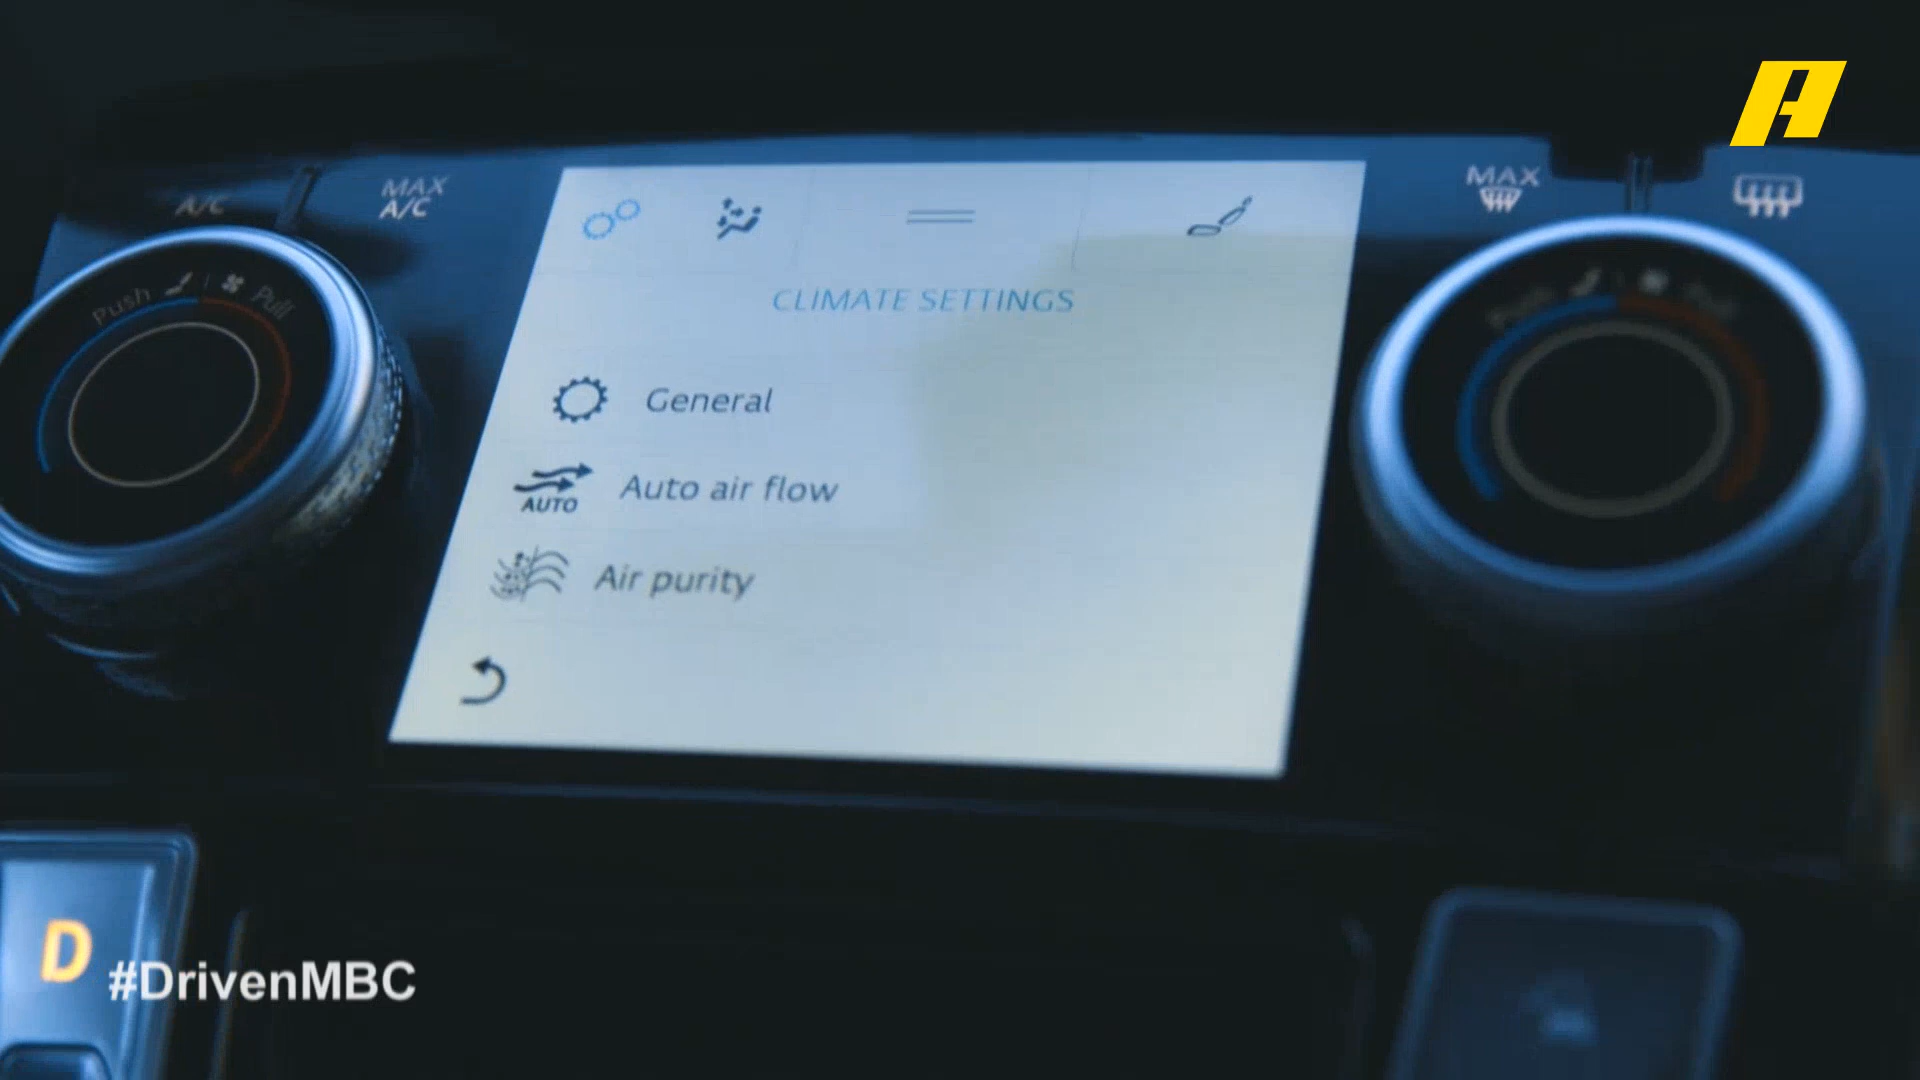 A/C
MAX
A/C
MAX
Push
Pull
CLIMATE SETTINGS
General
AUTO
Auto air flow
Air purity
D
#DrivenMBC